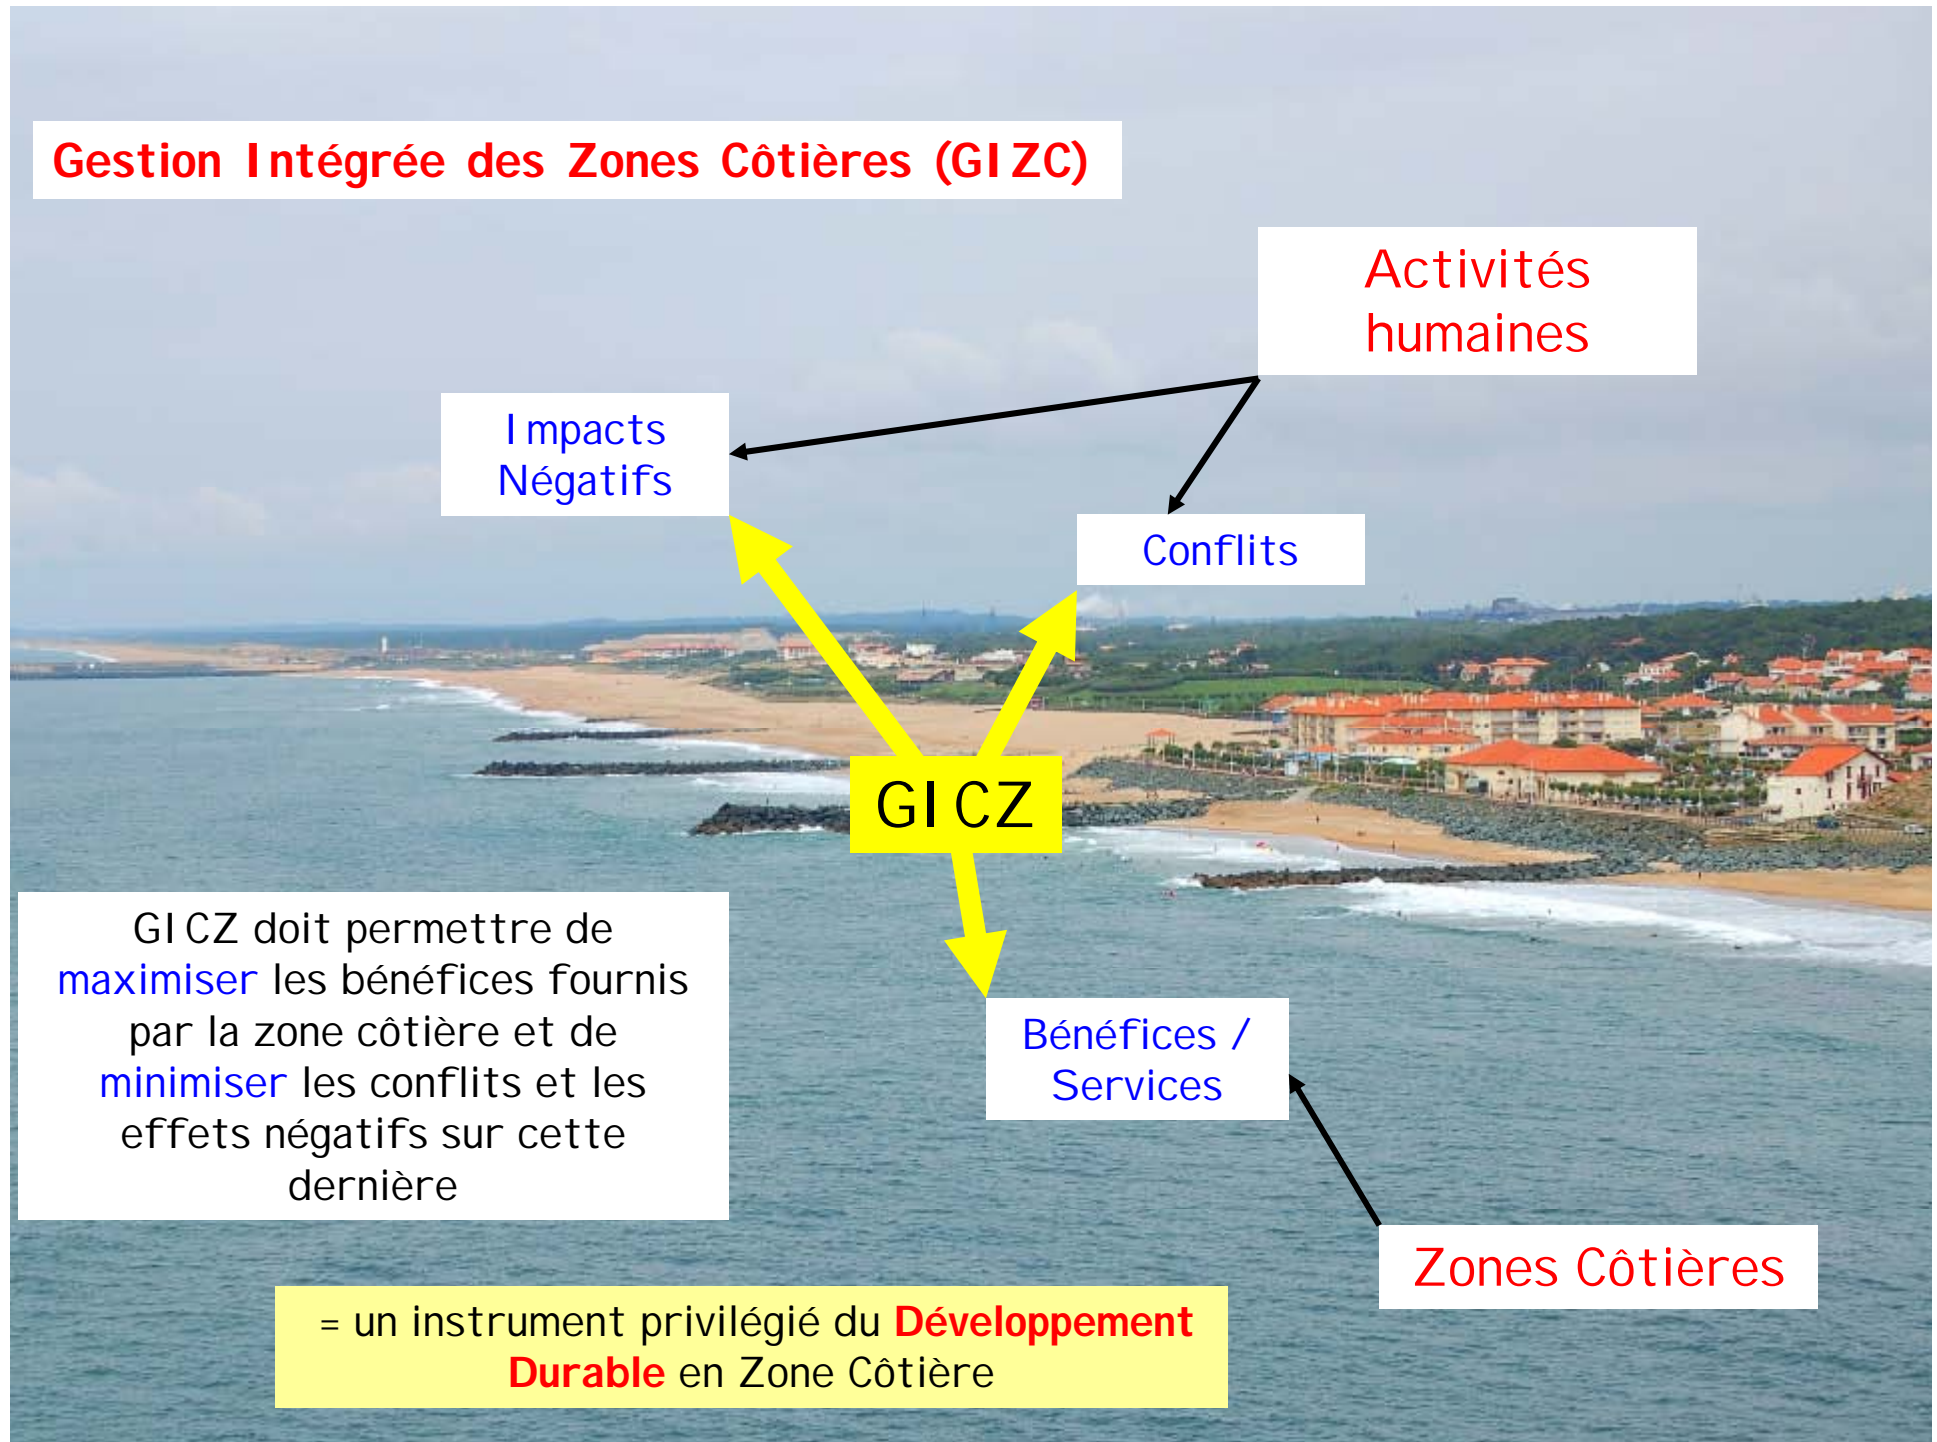 Gestion Intégrée des Zones Côtières (GIZC)
Activités
humaines
Impacts
Négatifs
Conflits
GICZ
GICZ doit permettre de
maximiser les bénéfices fournis
par la zone côtière et de
minimiser les conflits et les
effets négatifs sur cette
dernière
Bénéfices /
Services
Zones Côtières
= un instrument privilégié du Développement
Durable en Zone Côtière